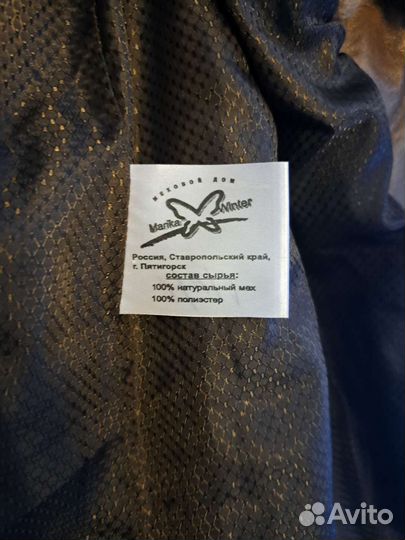 МЕХОВОЙ ДОМ
Marika Winter
Россия, Ставропольский край,
г. Пятигорск
состав сырья:
100% натуральный мех
100% полиэстер
Avito